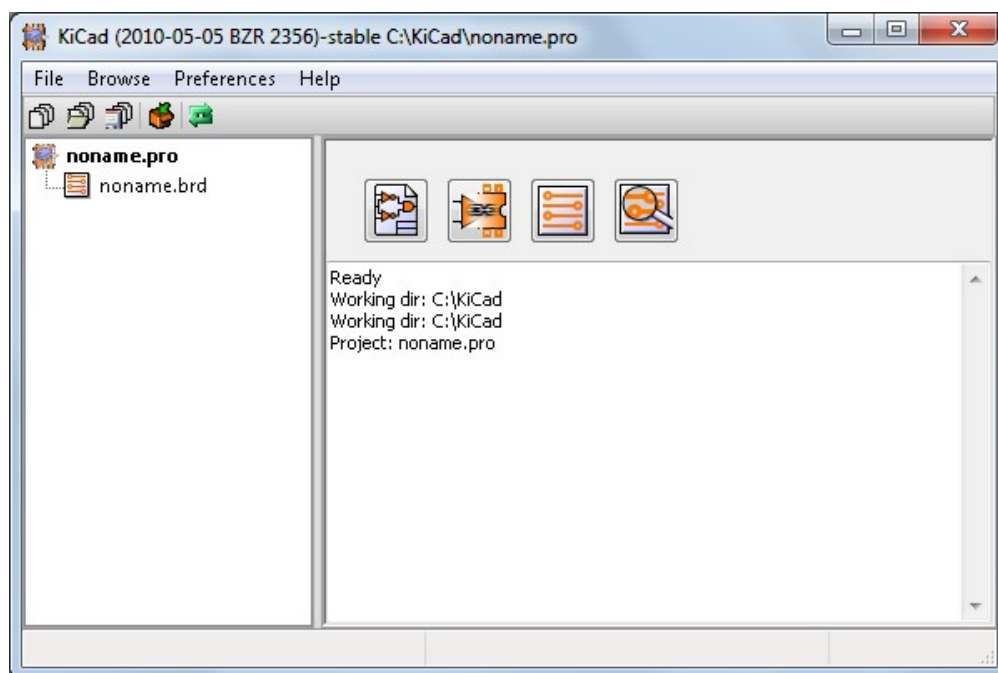 KiCad (2010-05-05 BZR 2356)-stable C:\KiCad\noname.pro
File Browse Preferences Help
noname.pro
noname.brd
Ready
Working dir: C:\KiCad
Working dir: C:\KiCad
Project: noname.pro